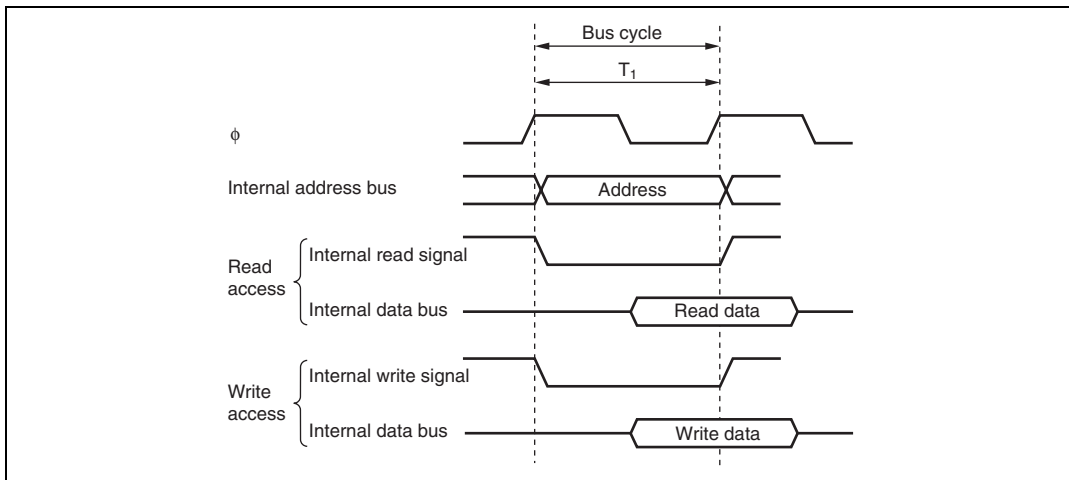 Bus cycle
T₁
ϕ
Internal address bus
Address
Read
access
Internal read signal
Internal data bus
Read data
Write
access
Internal write signal
Internal data bus
Write data